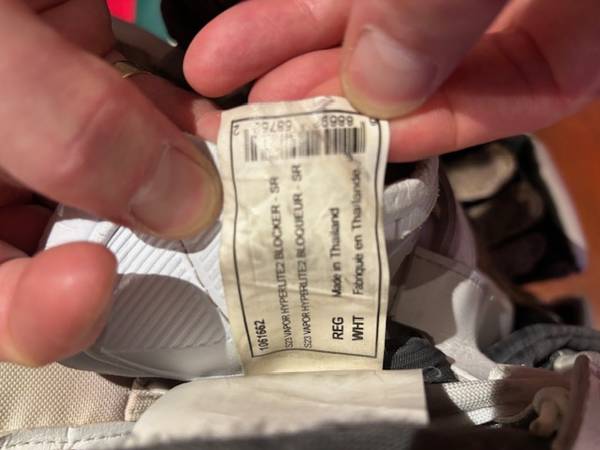 1061662
S23 VAPOR HYPERLITE2 BLOCKER - SR
S23 VAPOR HYPERLITE2 BLOQUEUR - SR
REG Made in Thailand
WHT Fabriqué en Thaïlande